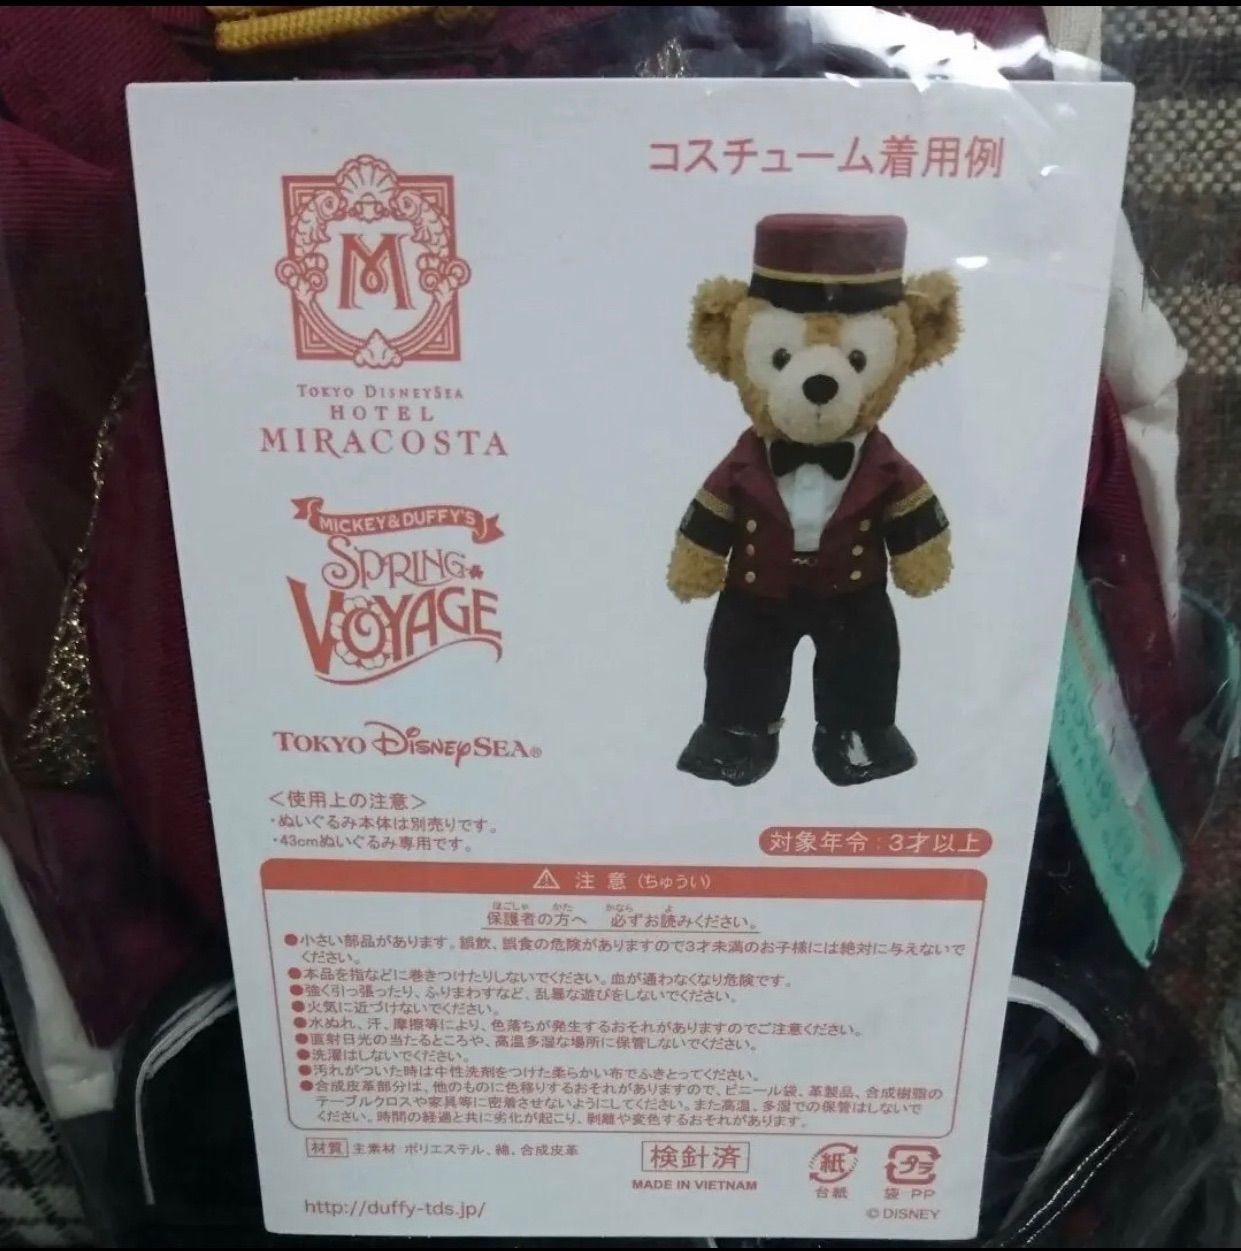 コスチューム着用例
M
TOKYO DISNEYSEA
HOTEL
MIRACOSTA
MICKEY & DUFFY'S
SPRING
VOYAGE
TOKYO DISNEY SEA®
＜使用上の注意＞
・ぬいぐるみ本体は別売りです。
・43cmぬいぐるみ専用です。
対象年令：3才以上
⚠ 注意（ちゅうい）
ほごしゃ かた かなら よ
保護者の方へ 必ずお読みください。
●小さい部品があります。誤飲、誤食の危険がありますので3才未満のお子様には絶対に与えないで
ください。
●本品を指などに巻きつけたりしないでください。血が通わなくなり危険です。
●強く引っ張ったり、ふりまわすなど、乱暴な遊びをしないでください。
●火気に近づけないでください。
●水ぬれ、汗、摩擦等により、色落ちが発生するおそれがありますのでご注意ください。
●直射日光の当たるところや、高温多湿な場所に保管しないでください。
●洗濯はしないでください。
●汚れがついた時は中性洗剤をつけた柔らかい布でふきとってください。
●合成皮革部分は、他のものに色移りするおそれがありますので、ビニール袋、革製品、合成樹脂の
テーブルクロスや家具等に密着させないようにしてください。また高温、多湿での保管はしないで
ください。時間の経過と共に劣化が起こり、剥離や変色するおそれがあります。
材質 主素材 ポリエステル、綿、合成皮革
検針済
MADE IN VIETNAM
紙
台紙
プラ
袋 PP
http://duffy-tds.jp/
© DISNEY